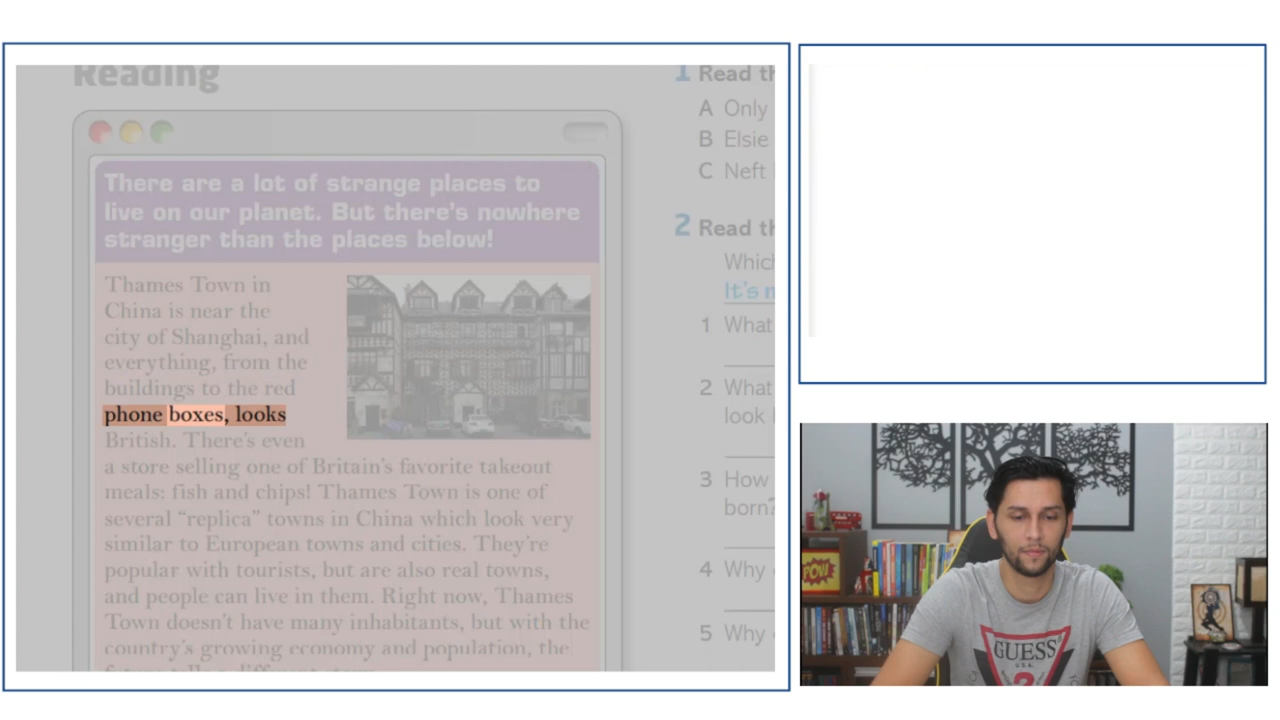 Reading
There are a lot of strange places to
live on our planet. But there's nowhere
stranger than the places below!
Thames Town in
China is near the
city of Shanghai, and
everything, from the
buildings to the red
phone boxes, looks
British. There's even
a store selling one of Britain's favorite takeout
meals: fish and chips! Thames Town is one of
several "replica" towns in China which look very
similar to European towns and cities. They're
popular with tourists, but are also real towns,
and people can live in them. Right now, Thames
Town doesn't have many inhabitants, but with the
country's growing economy and population, the
1 Read th
A Only
B Elsie
C Neft
2 Read th
Which
It's n
1 What
2 What
look
3 How
born?
4 Why
5 Why
POW
GUESS
U.S.A.